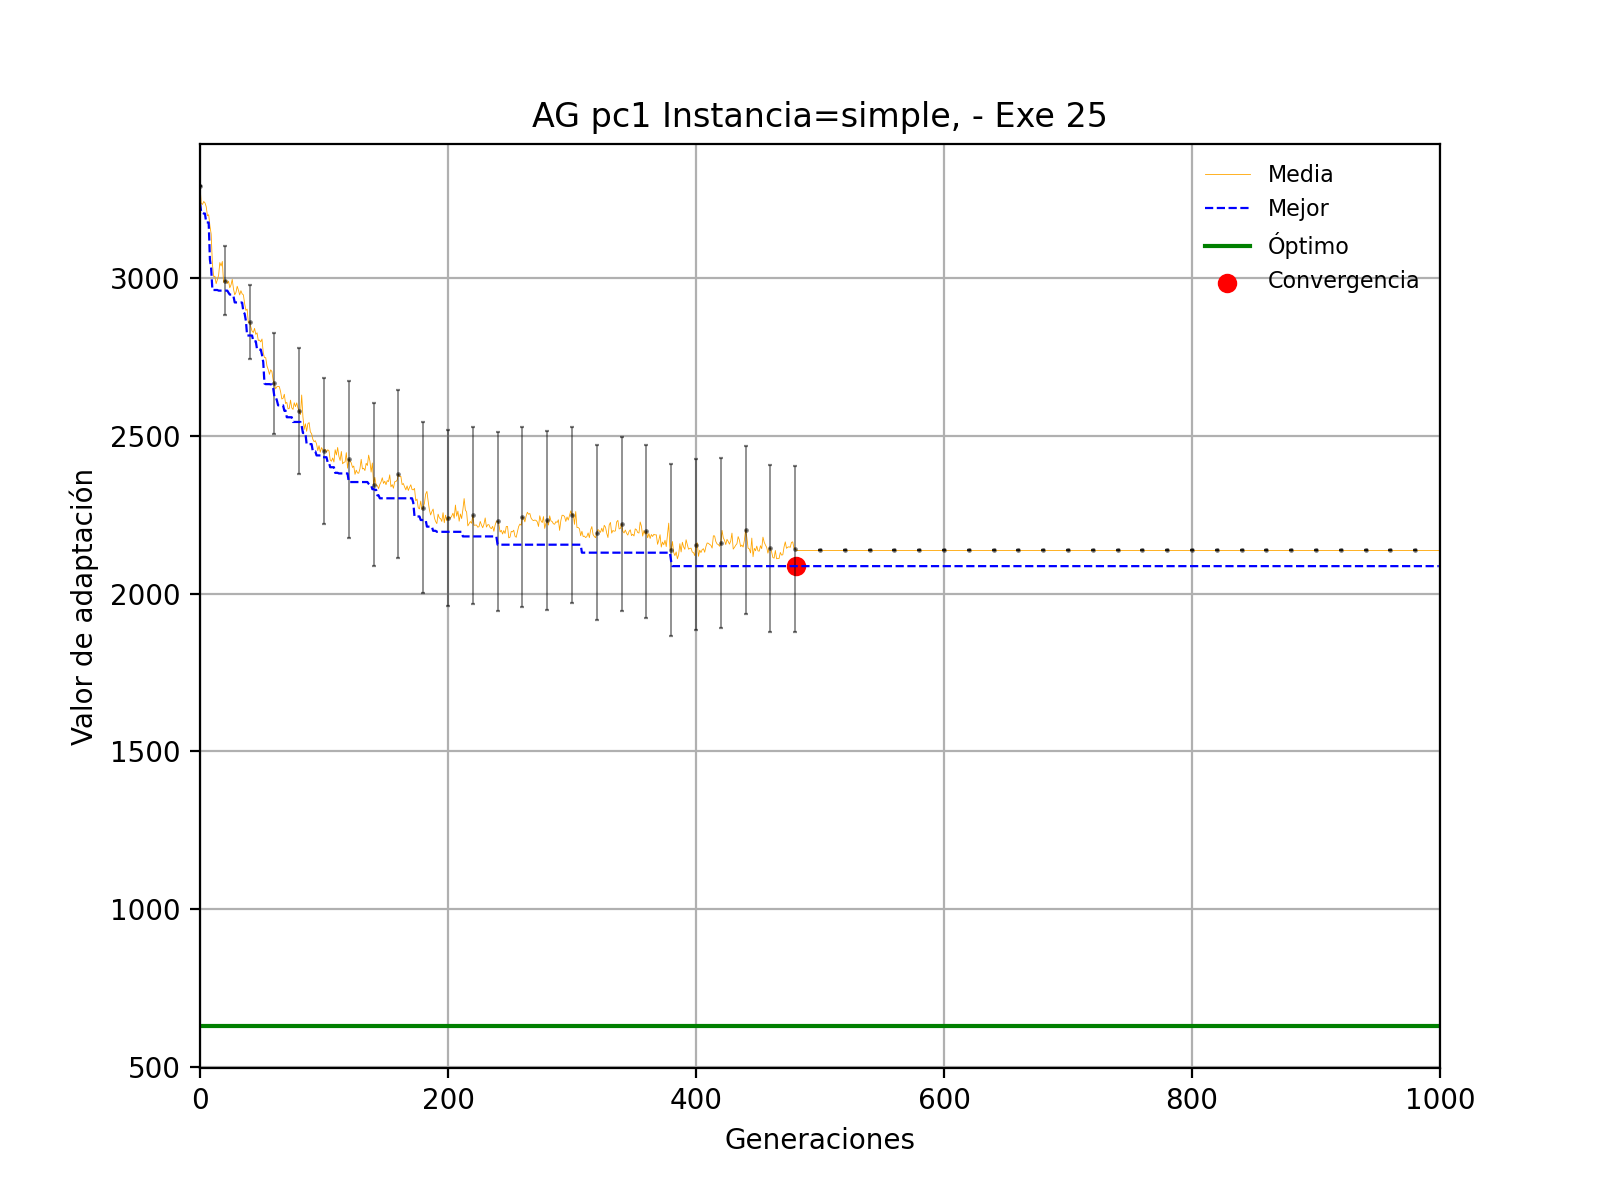 AG pc1 Instancia=simple, - Exe 25
Media
Mejor
Óptimo
Convergencia
Valor de adaptación
3000
2500
2000
1500
1000
500
0 200 400 600 800 1000
Generaciones